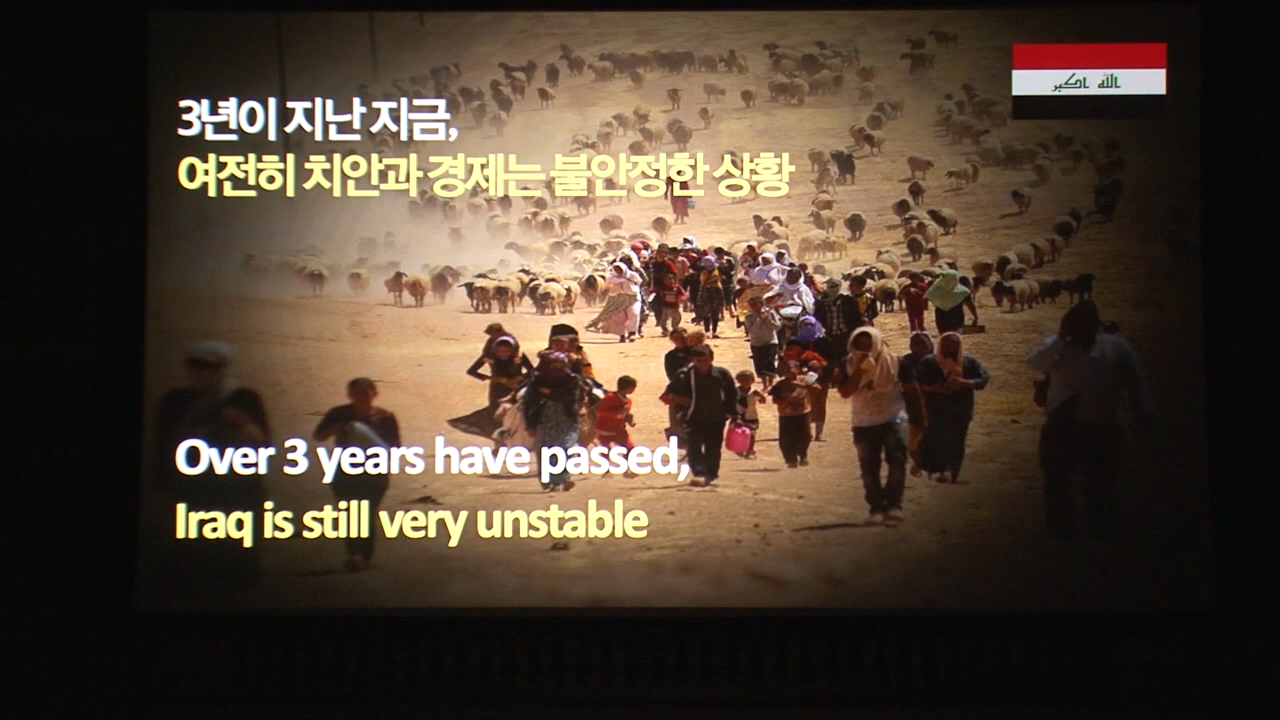 3년이 지난 지금,
여전히 치안과 경제는 불안정한 상황
الله اكبر
Over 3 years have passed,
Iraq is still very unstable